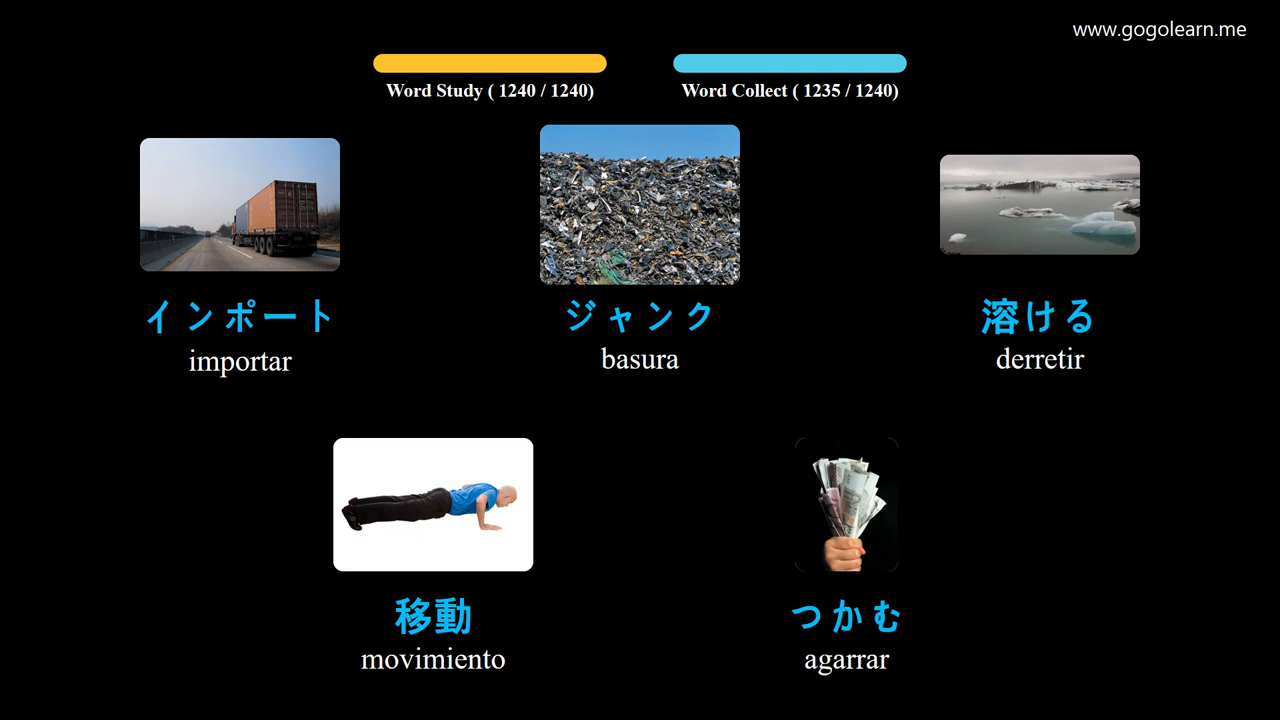 www.gogolearn.me
Word Study ( 1240 / 1240)
Word Collect ( 1235 / 1240)
インポート
importar
ジャンク
basura
溶ける
derretir
移動
movimiento
つかむ
agarrar